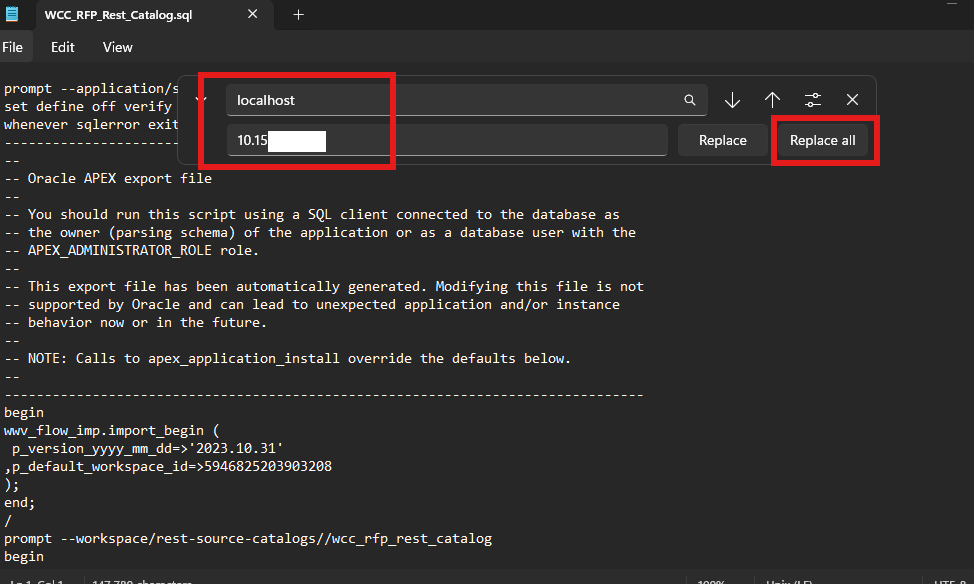 WCC_RFP_Rest_Catalog.sql
File Edit View
localhost
10.15
Replace
Replace all
prompt --application/s
set define off verify
whenever sqlerror exit
--
-- Oracle APEX export file
--
-- You should run this script using a SQL client connected to the database as
-- the owner (parsing schema) of the application or as a database user with the
-- APEX_ADMINISTRATOR_ROLE role.
--
-- This export file has been automatically generated. Modifying this file is not
-- supported by Oracle and can lead to unexpected application and/or instance
-- behavior now or in the future.
--
-- NOTE: Calls to apex_application_install override the defaults below.
--
--------------------------------------------------------------------------------
begin
wwv_flow_imp.import_begin (
 p_version_yyyy_mm_dd=>'2023.10.31'
,p_default_workspace_id=>5946825203903208
);
end;
/
prompt --workspace/rest-source-catalogs//wcc_rfp_rest_catalog
begin